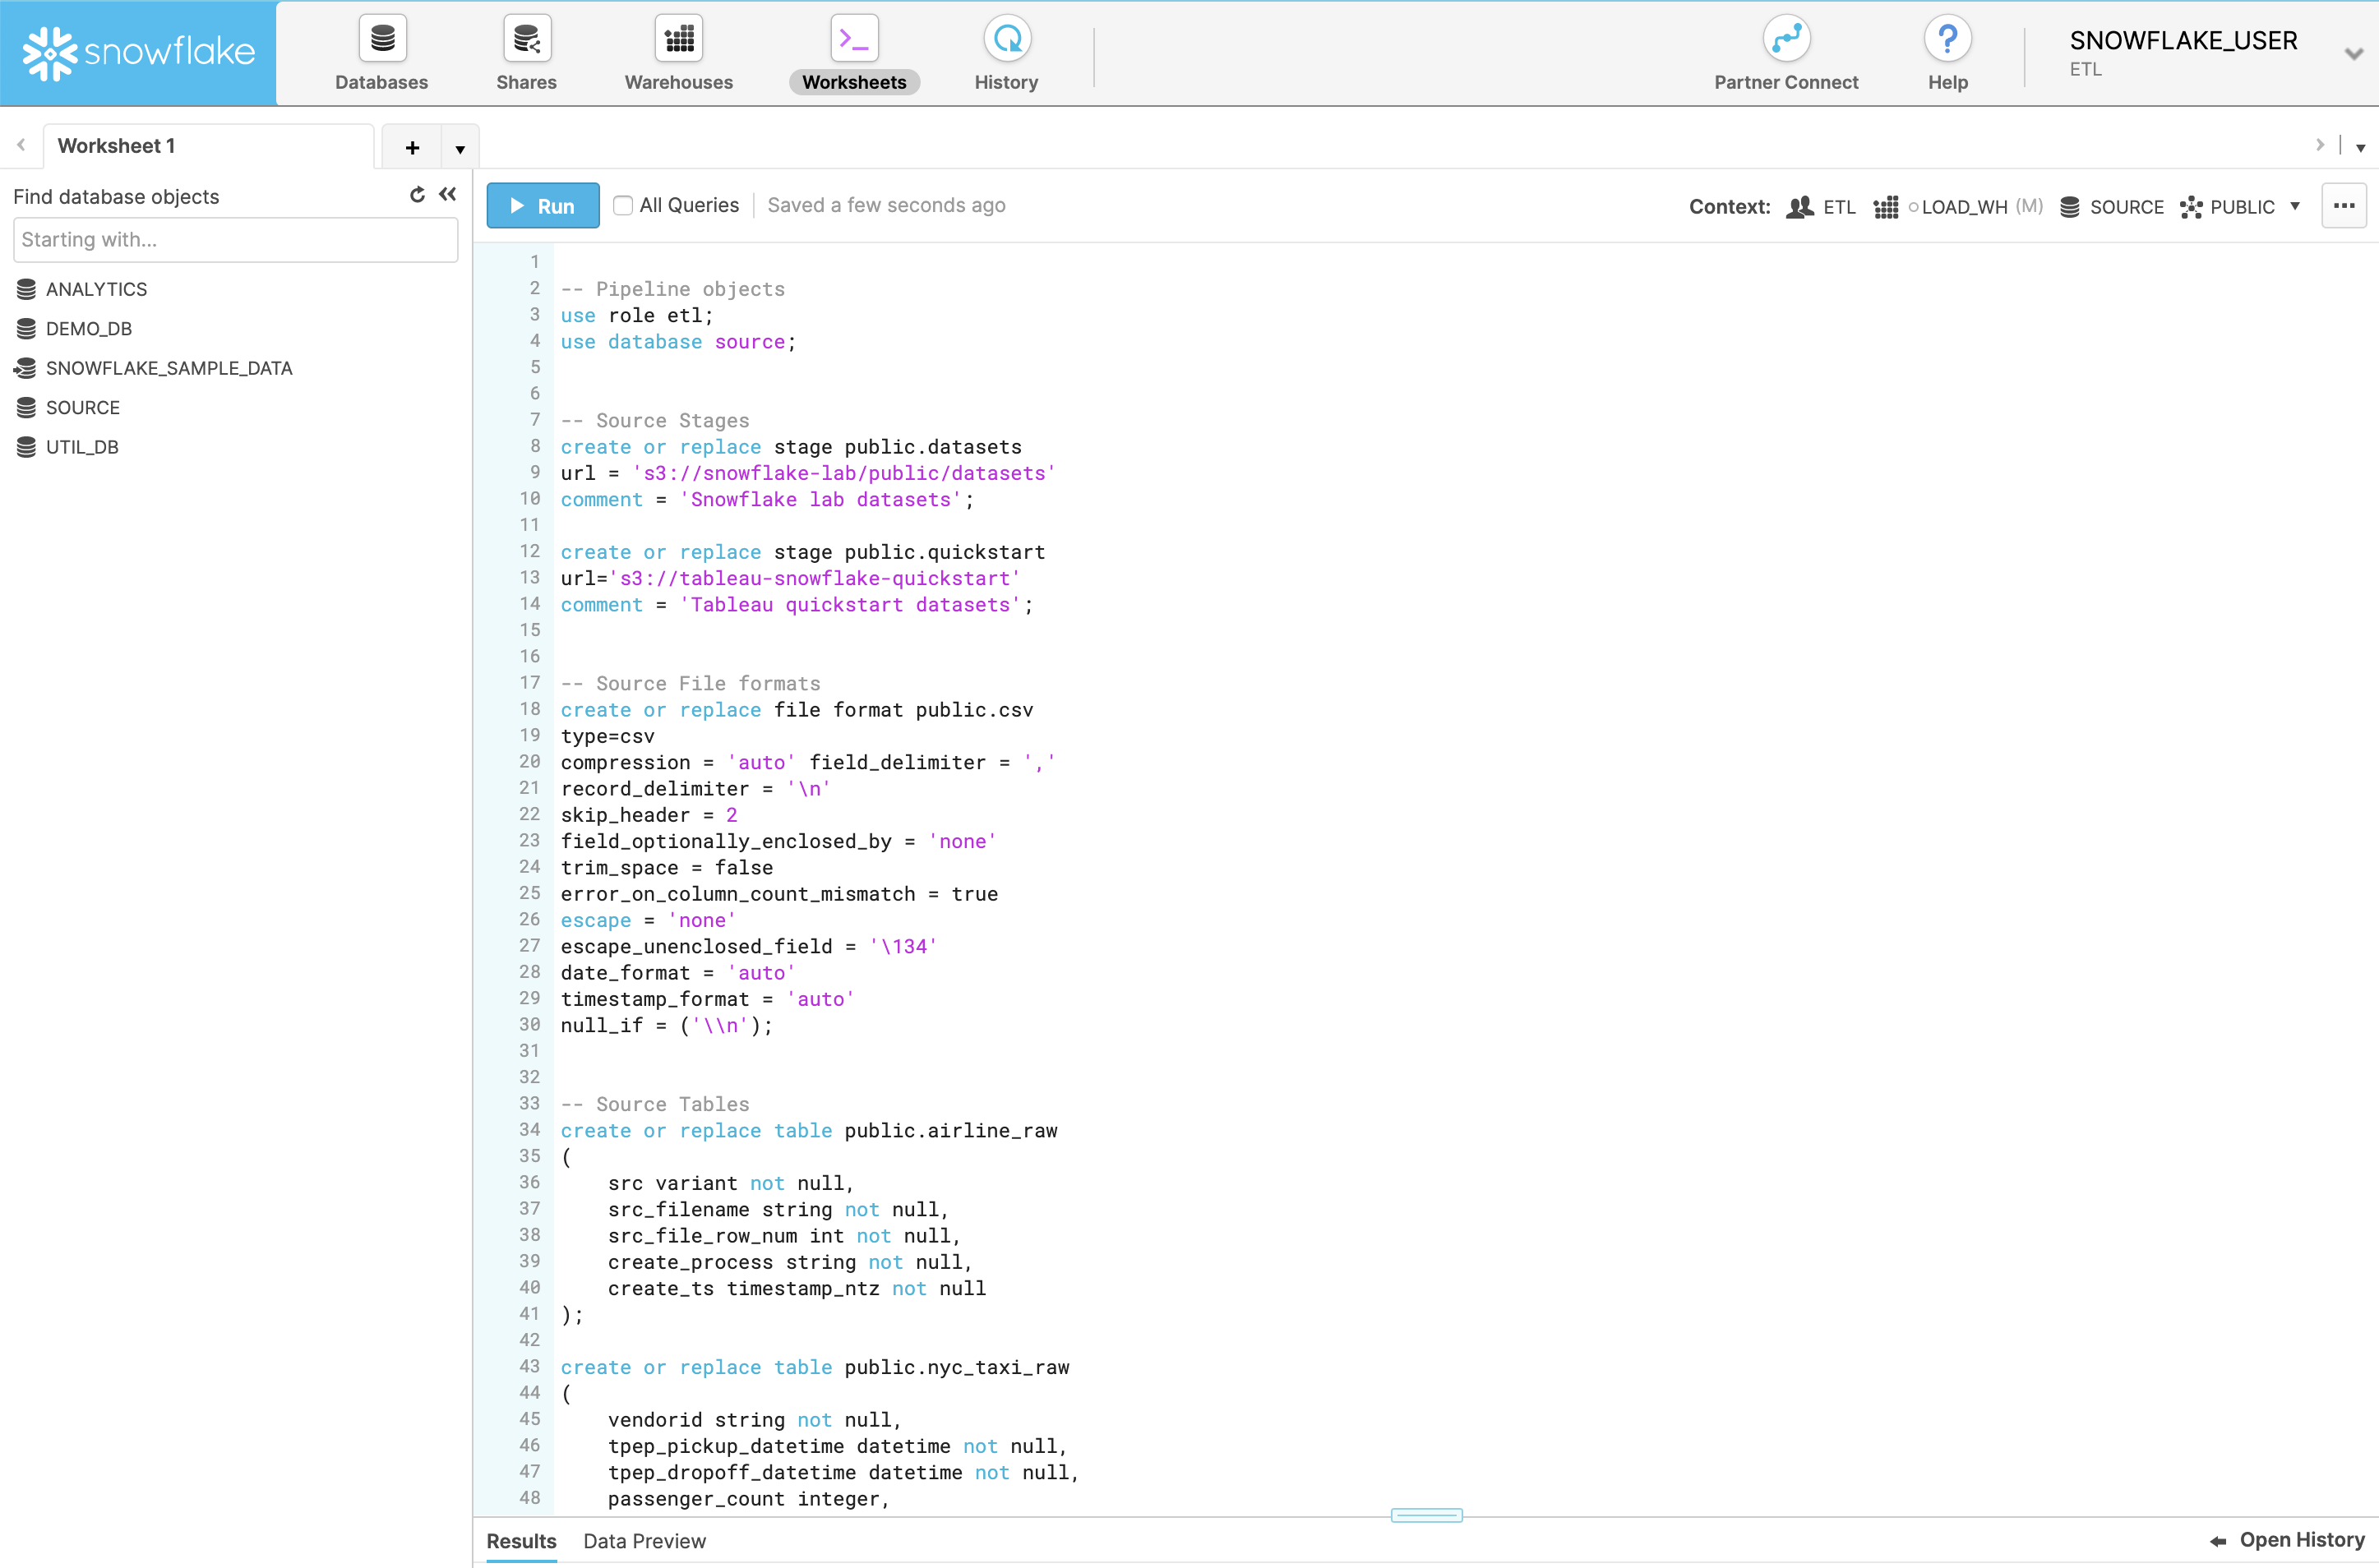 snowflake
Databases
Shares
Warehouses
Worksheets
History
Partner Connect
Help
SNOWFLAKE_USER
ETL
Worksheet 1
Find database objects
Starting with...
ANALYTICS
DEMO_DB
SNOWFLAKE_SAMPLE_DATA
SOURCE
UTIL_DB
Run All Queries Saved a few seconds ago
Context: ETL LOAD_WH (M) SOURCE PUBLIC
1
2 -- Pipeline objects
3 use role etl;
4 use database source;
5
6
7 -- Source Stages
8 create or replace stage public.datasets
9 url = 's3://snowflake-lab/public/datasets'
10 comment = 'Snowflake lab datasets';
11
12 create or replace stage public.quickstart
13 url='s3://tableau-snowflake-quickstart'
14 comment = 'Tableau quickstart datasets';
15
16
17 -- Source File formats
18 create or replace file format public.csv
19 type=csv
20 compression = 'auto' field_delimiter = ','
21 record_delimiter = '\n'
22 skip_header = 2
23 field_optionally_enclosed_by = 'none'
24 trim_space = false
25 error_on_column_count_mismatch = true
26 escape = 'none'
27 escape_unenclosed_field = '\134'
28 date_format = 'auto'
29 timestamp_format = 'auto'
30 null_if = ('\\n');
31
32
33 -- Source Tables
34 create or replace table public.airline_raw
35 (
36 src variant not null,
37 src_filename string not null,
38 src_file_row_num int not null,
39 create_process string not null,
40 create_ts timestamp_ntz not null
41 );
42
43 create or replace table public.nyc_taxi_raw
44 (
45 vendorid string not null,
46 tpep_pickup_datetime datetime not null,
47 tpep_dropoff_datetime datetime not null,
48 passenger_count integer,
Results Data Preview
Open History